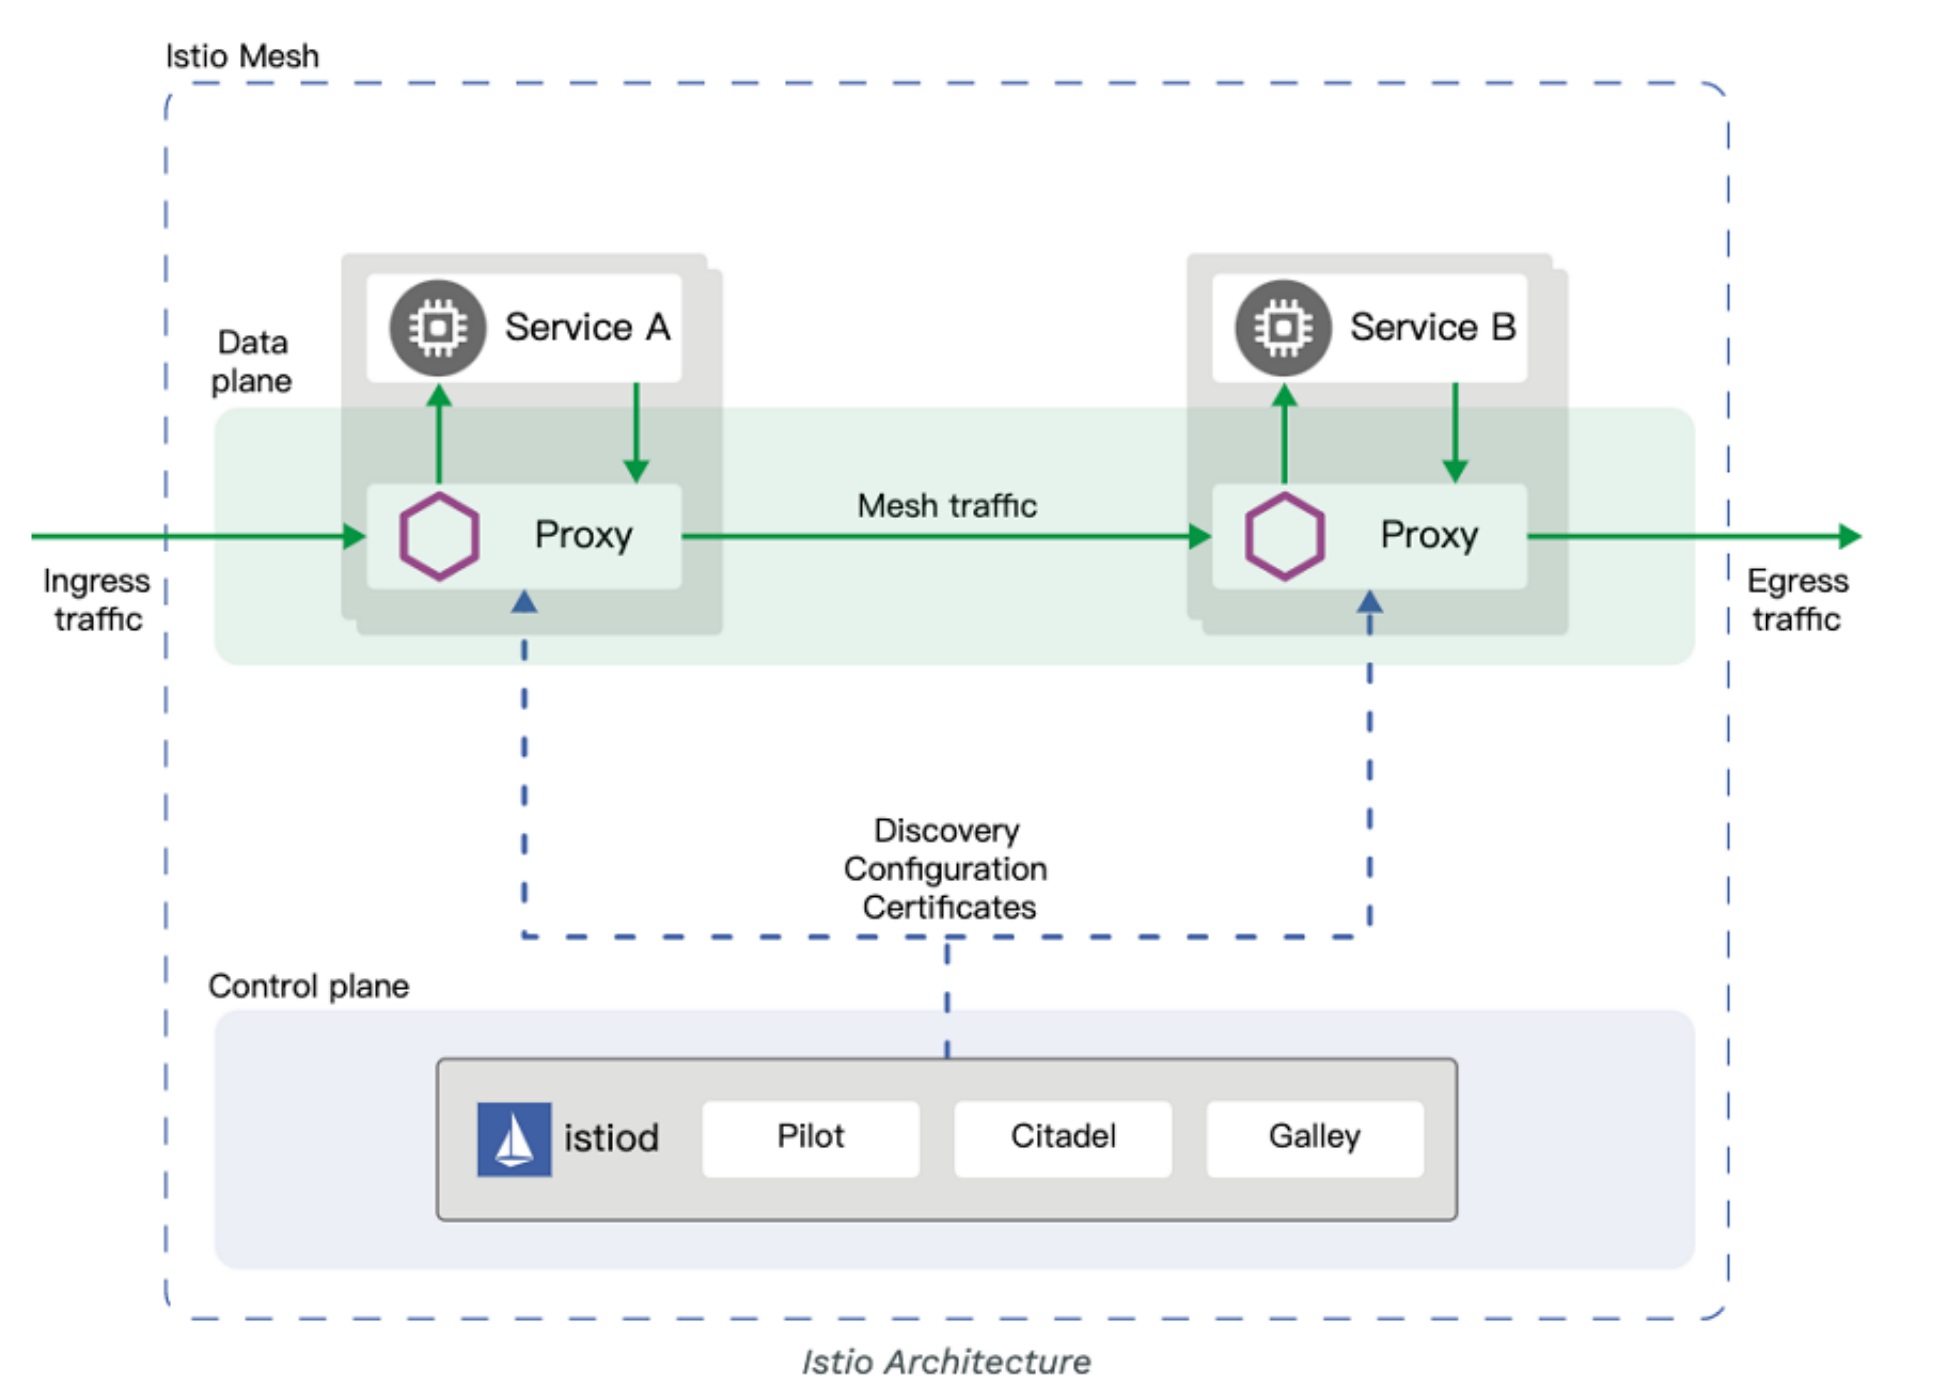 Istio Mesh
Service A
Service B
Data
plane
Mesh traffic
Proxy
Proxy
Ingress
traffic
Egress
traffic
Discovery
Configuration
Certificates
Control plane
istiod
Pilot
Citadel
Galley
Istio Architecture